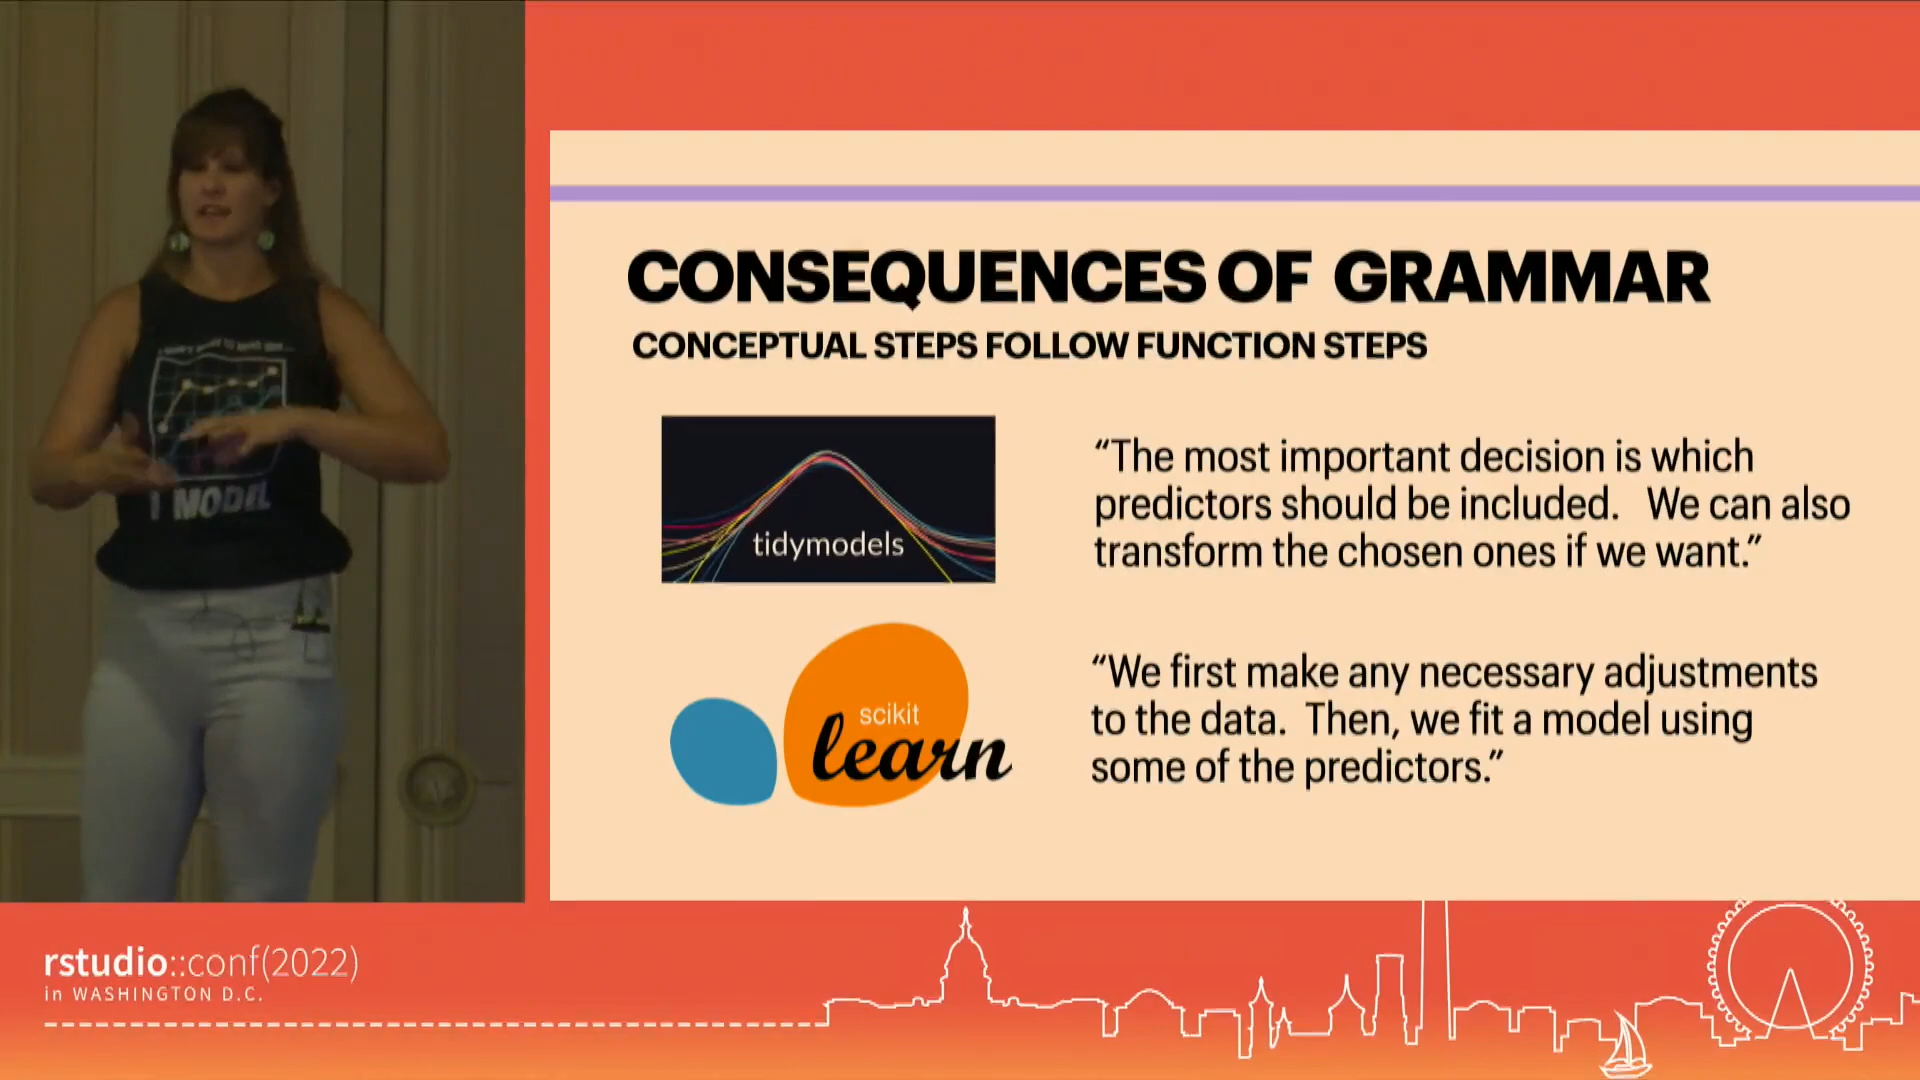 CONSEQUENCES OF GRAMMAR
CONCEPTUAL STEPS FOLLOW FUNCTION STEPS
tidymodels
“The most important decision is which
predictors should be included. We can also
transform the chosen ones if we want.”
scikit
learn
“We first make any necessary adjustments
to the data. Then, we fit a model using
some of the predictors.”
I MODEL
rstudio::conf(2022)
in WASHINGTON D.C.